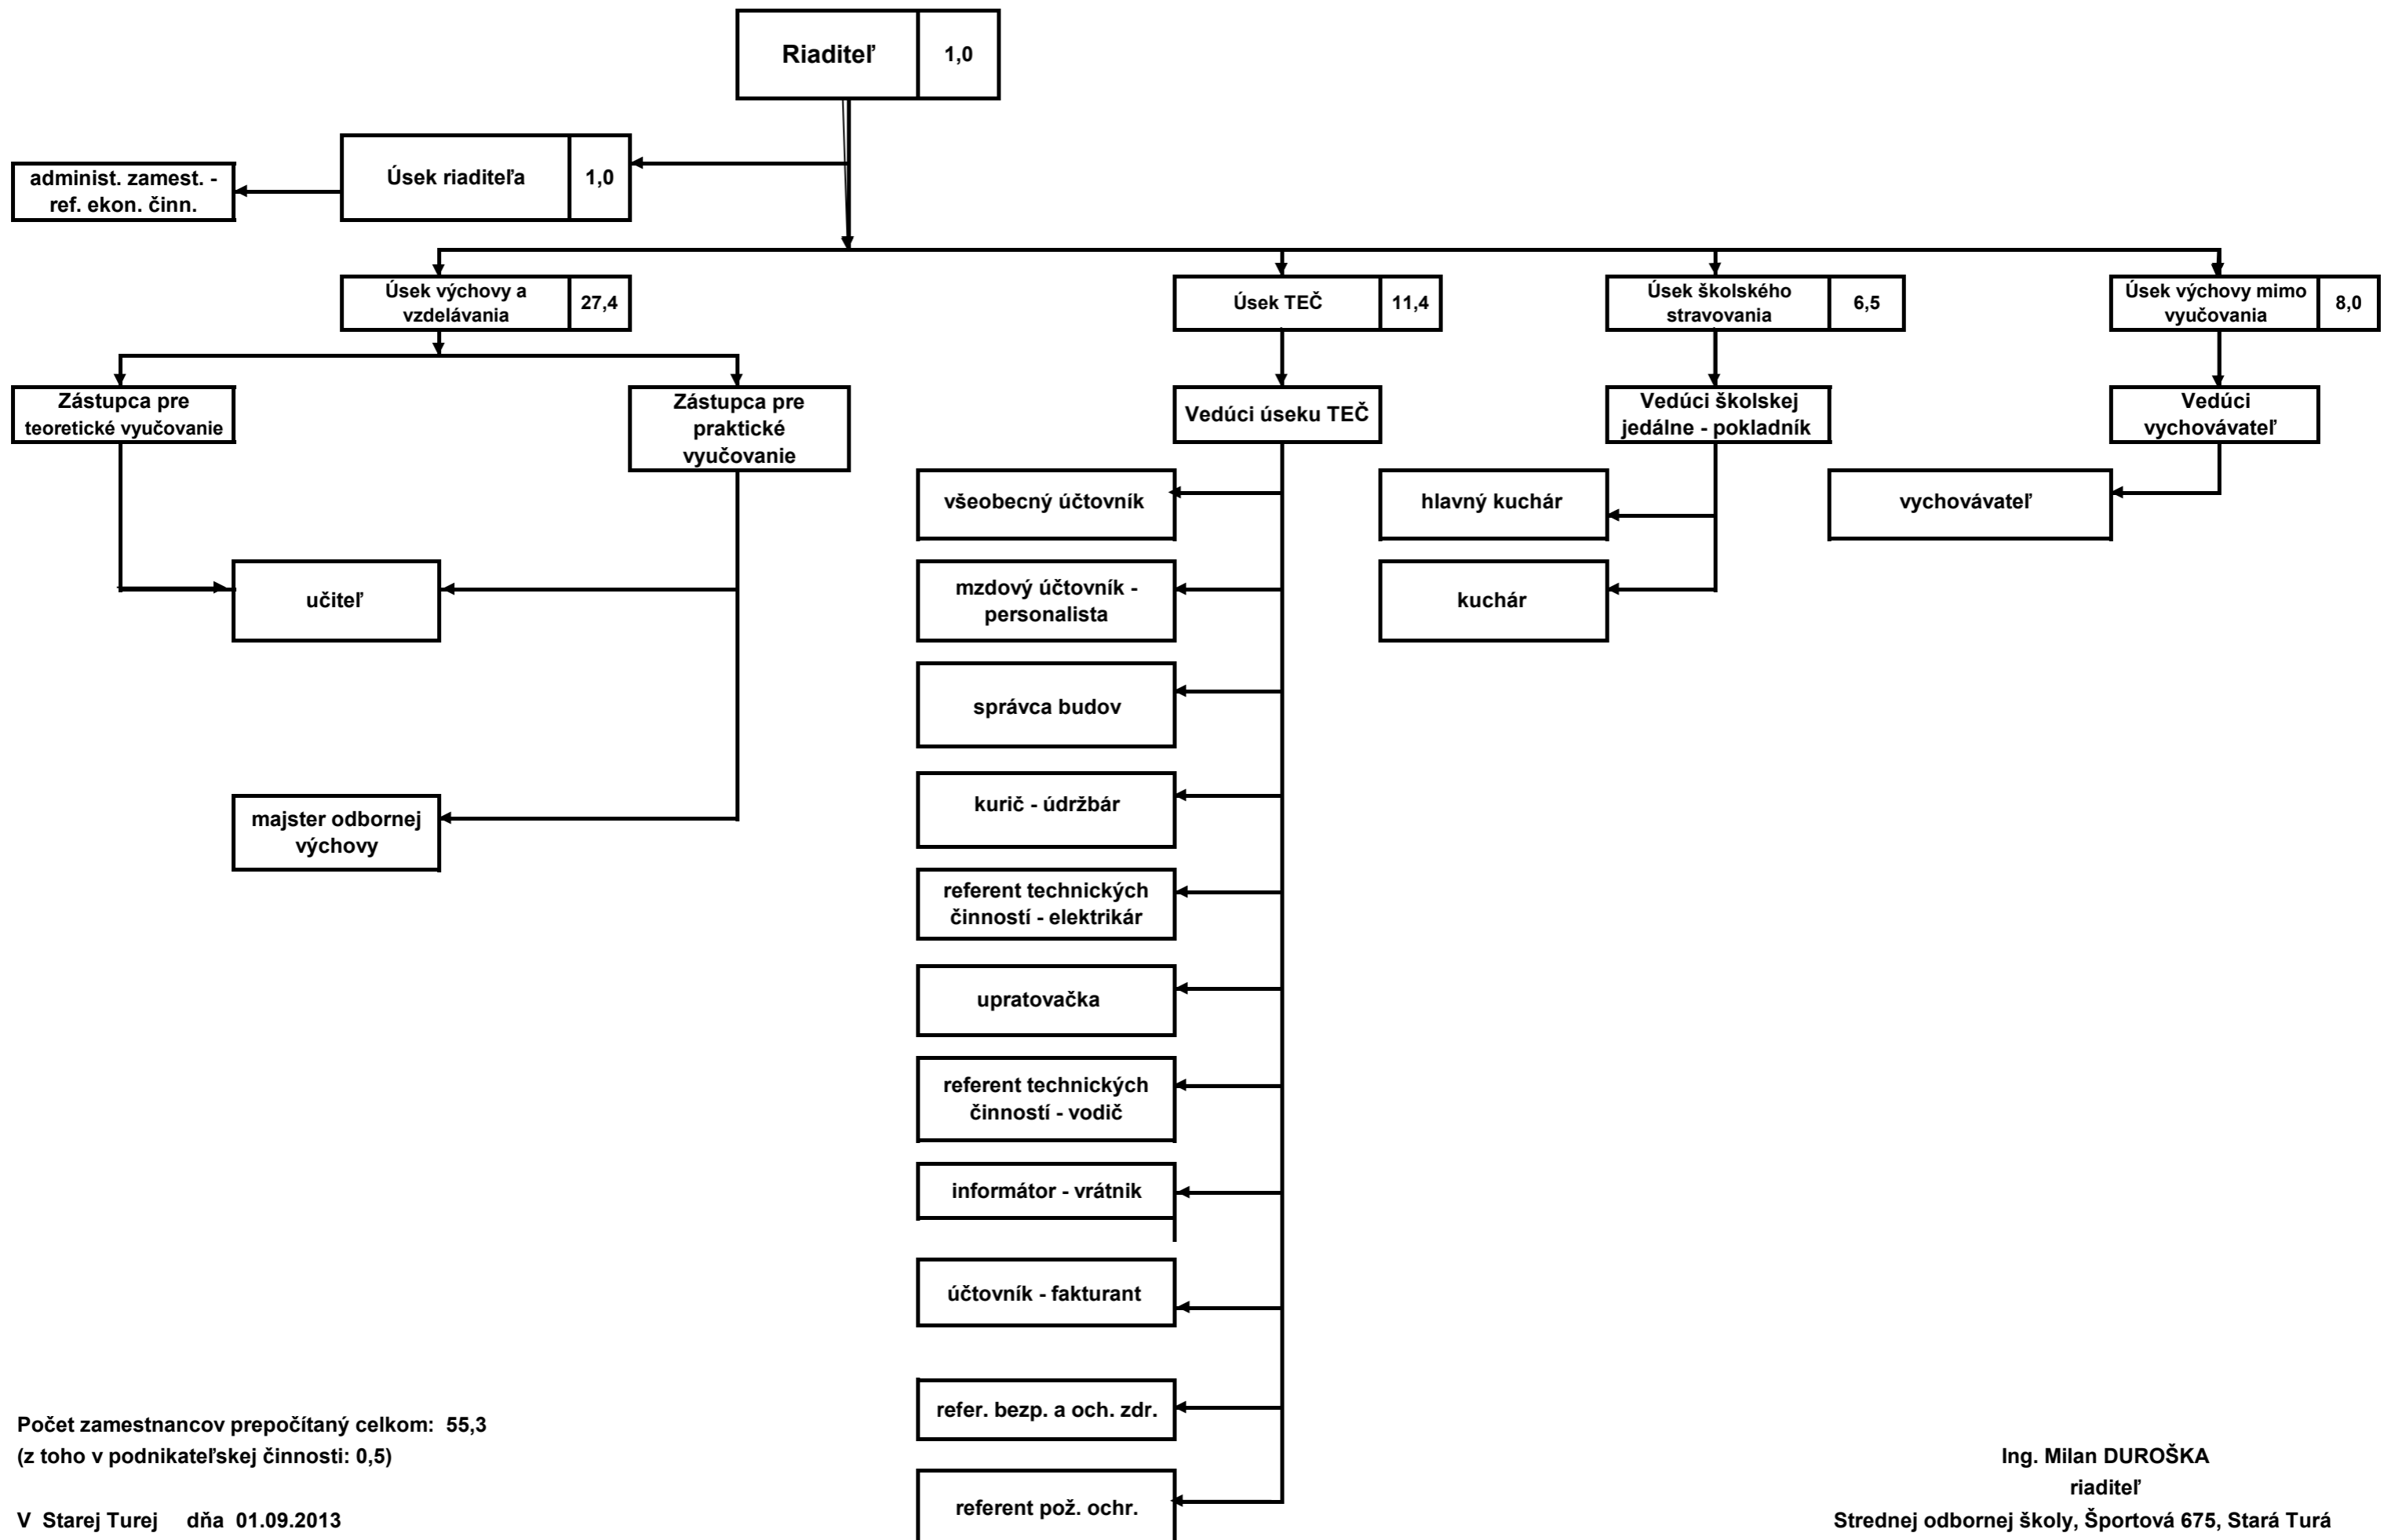 Riaditeľ 1,0
administ. zamest. -
ref. ekon. činn.
Úsek riaditeľa 1,0
Úsek výchovy a
vzdelávania
27,4
Úsek TEČ 11,4
Úsek školského
stravovania
6,5
Úsek výchovy mimo
vyučovania
8,0
Zástupca pre
teoretické vyučovanie
Zástupca pre
praktické
vyučovanie
Vedúci úseku TEČ
Vedúci školskej
jedálne - pokladník
Vedúci
vychovávateľ
všeobecný účtovník
hlavný kuchár
vychovávateľ
učiteľ
mzdový účtovník -
personalista
kuchár
správca budov
majster odbornej
výchovy
kurič - údržbár
referent technických
činností - elektrikár
upratovačka
referent technických
činností - vodič
informátor - vrátnik
účtovník - fakturant
refer. bezp. a och. zdr.
referent pož. ochr.
Počet zamestnancov prepočítaný celkom: 55,3
(z toho v podnikateľskej činnosti: 0,5)
V Starej Turej dňa 01.09.2013
Ing. Milan DUROŠKA
riaditeľ
Strednej odbornej školy, Športová 675, Stará Turá